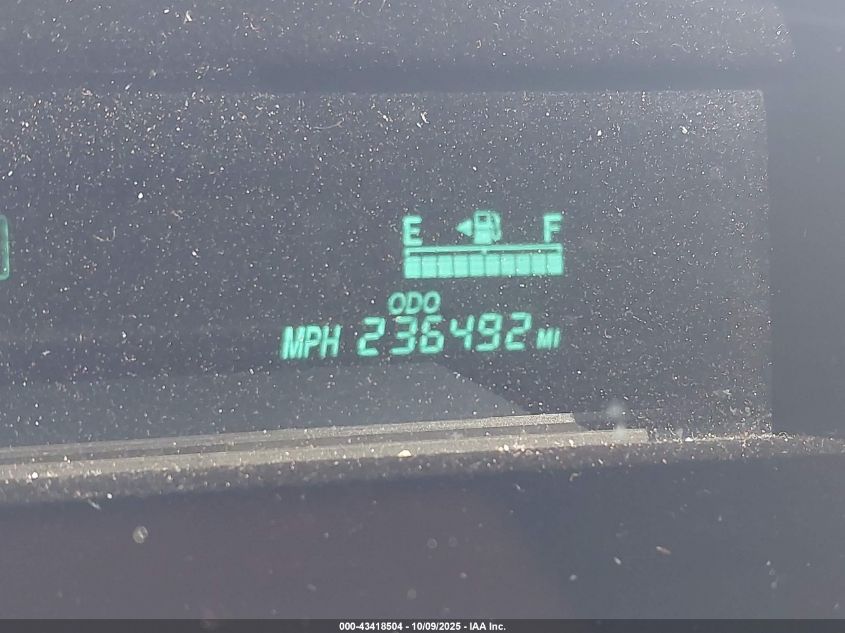 E F
ODO
MPH 236492 MI
000-43418504 - 10/09/2025 - IAA Inc.